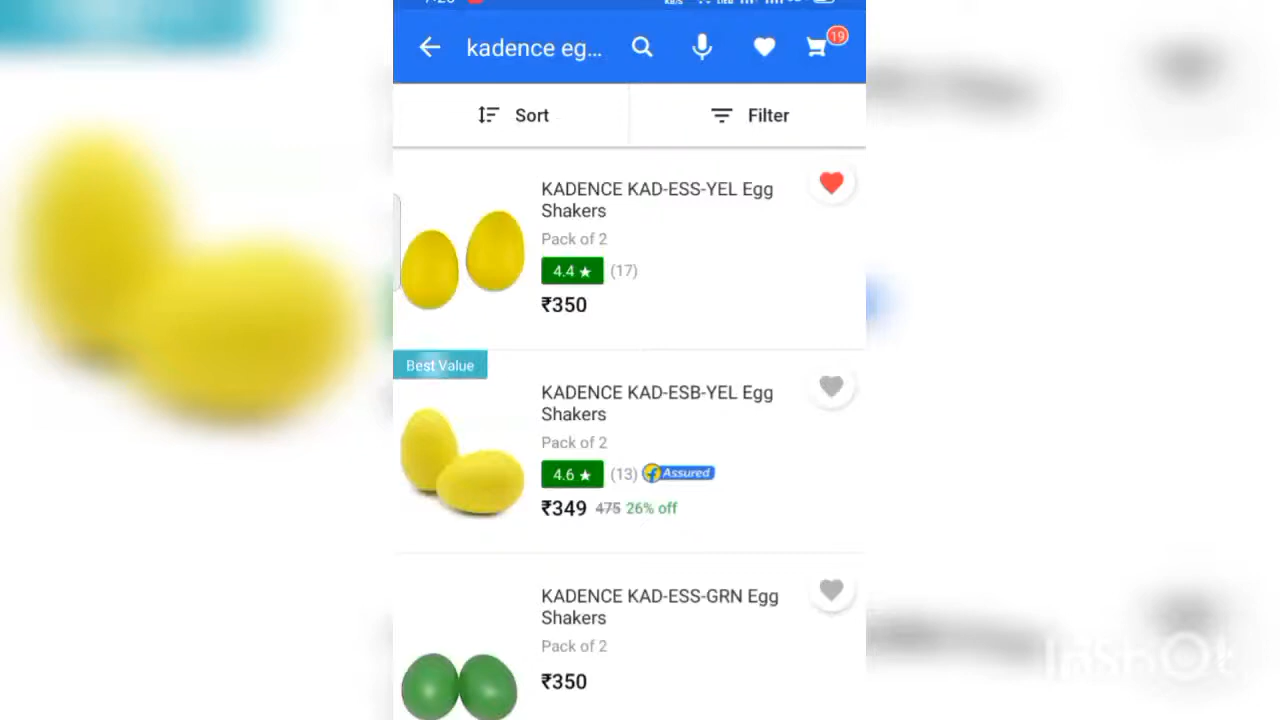 kadence eg...
19
Sort
Filter
KADENCE KAD-ESS-YEL Egg
Shakers
Pack of 2
4.4 ★ (17)
₹350
Best Value
KADENCE KAD-ESB-YEL Egg
Shakers
Pack of 2
4.6 ★ (13) Assured
₹349 475 26% off
KADENCE KAD-ESS-GRN Egg
Shakers
Pack of 2
₹350
InShOt